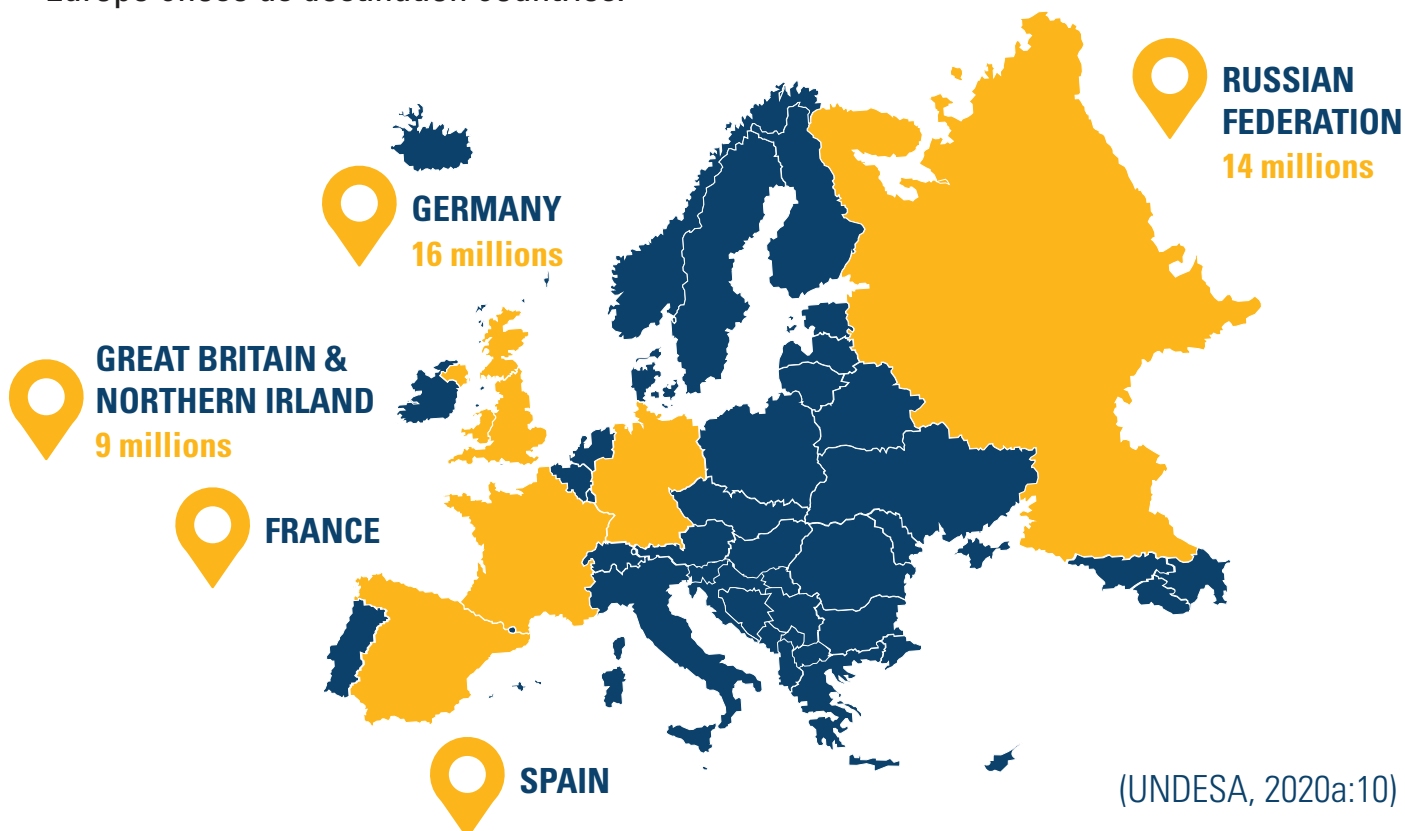 RUSSIAN
FEDERATION
14 millions
GERMANY
16 millions
GREAT BRITAIN &
NORTHERN IRLAND
9 millions
FRANCE
SPAIN
(UNDESA, 2020a:10)